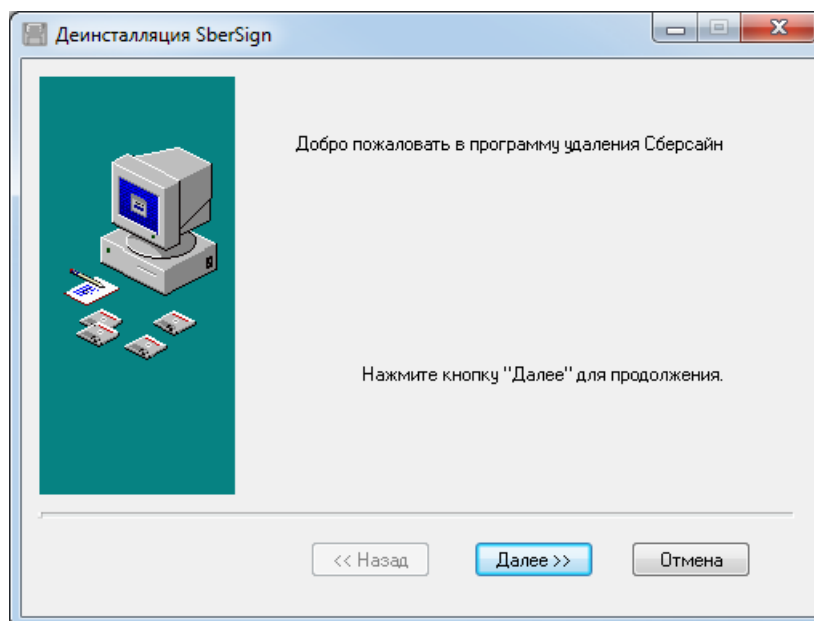 Деинсталляция SberSign
Добро пожаловать в программу удаления Сберсайн
Нажмите кнопку "Далее" для продолжения.
<< Назад
Далее >>
Отмена